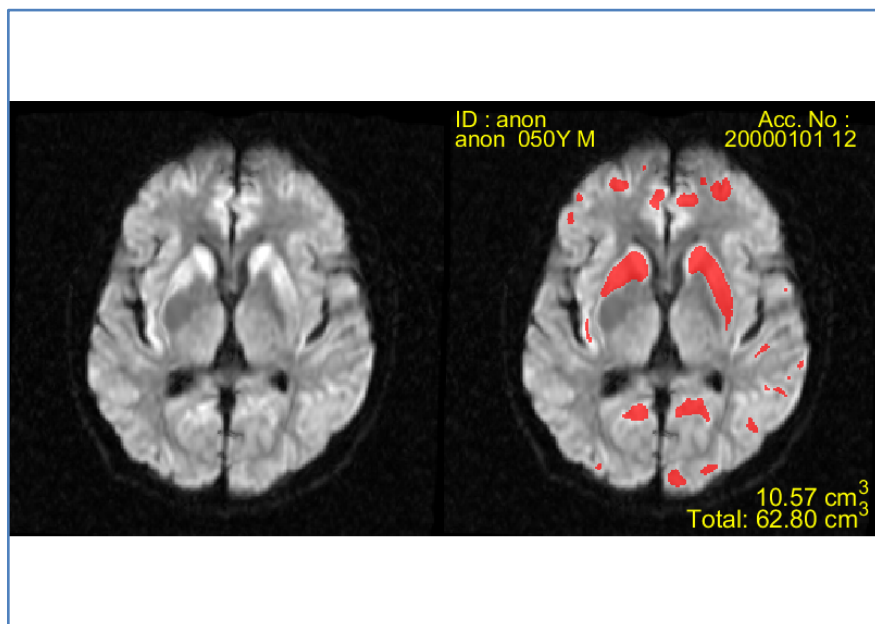 ID : anon
Acc. No :
anon 050Y M
20000101 12
10.57 cm³
Total: 62.80 cm³